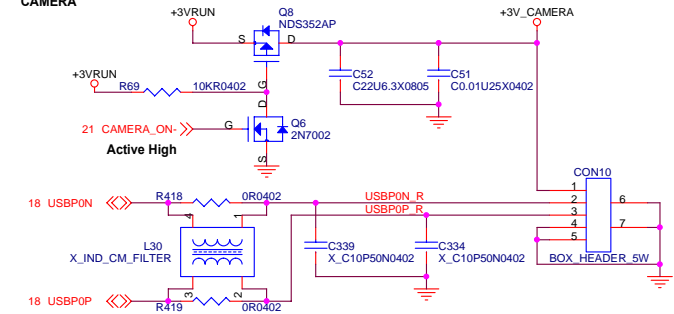 CAMERA
+3VRUN
Q8
NDS352AP
+3V_CAMERA
S
D
G
+3VRUN
R69
10KR0402
C52
C22U6.3X0805
C51
C0.01U25X0402
D
21 CAMERA_ON-
G
Q6
2N7002
Active High
S
CON10
18 USBP0N
R418
0R0402
USBP0N_R
1
2
6
USBP0P_R
3
4
7
5
4
1
L30
X_IND_CM_FILTER
C339
X_C10P50N0402
C334
X_C10P50N0402
BOX_HEADER_5W
3
2
18 USBP0P
R419
0R0402